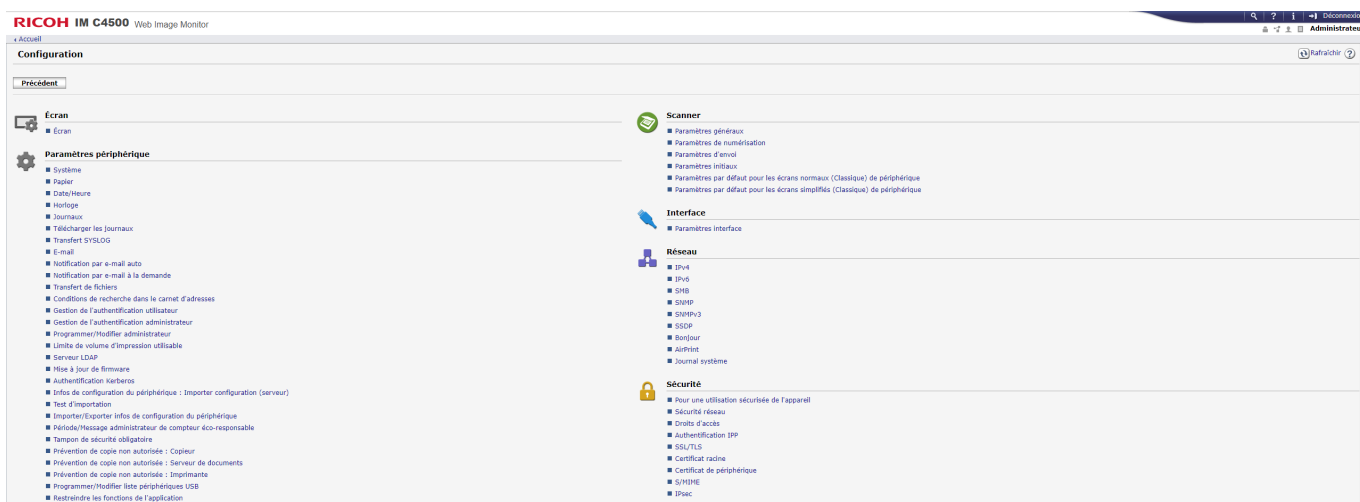 RICOH IM C4500 Web Image Monitor
? i Déconnexio
Administrateu
Accueil
Configuration
Rafraîchir ?
Précédent
Écran
Écran
Paramètres périphérique
Système
Papier
Date/Heure
Horloge
Journaux
Télécharger les journaux
Transfert SYSLOG
E-mail
Notification par e-mail auto
Notification par e-mail à la demande
Transfert de fichiers
Conditions de recherche dans le carnet d'adresses
Gestion de l'authentification utilisateur
Gestion de l'authentification administrateur
Programmer/Modifier administrateur
Limite de volume d'impression utilisable
Serveur LDAP
Mise à jour de firmware
Authentification Kerberos
Infos de configuration du périphérique : Importer configuration (serveur)
Test d'importation
Importer/Exporter infos de configuration du périphérique
Période/Message administrateur de compteur éco-responsable
Tampon de sécurité obligatoire
Prévention de copie non autorisée : Copieur
Prévention de copie non autorisée : Serveur de documents
Prévention de copie non autorisée : Imprimante
Programmer/Modifier liste périphériques USB
Restreindre les fonctions de l'application
Scanner
Paramètres généraux
Paramètres de numérisation
Paramètres d'envoi
Paramètres initiaux
Paramètres par défaut pour les écrans normaux (Classique) de périphérique
Paramètres par défaut pour les écrans simplifiés (Classique) de périphérique
Interface
Paramètres interface
Réseau
IPv4
IPv6
SMB
SNMP
SNMPv3
SSDP
Bonjour
AirPrint
Journal système
Sécurité
Pour une utilisation sécurisée de l'appareil
Sécurité réseau
Droits d'accès
Authentification IPP
SSL/TLS
Certificat racine
Certificat de périphérique
S/MIME
IPsec